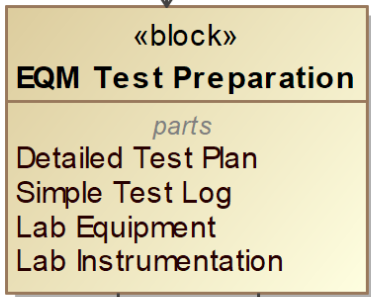 «block»
EQM Test Preparation
parts
Detailed Test Plan
Simple Test Log
Lab Equipment
Lab Instrumentation